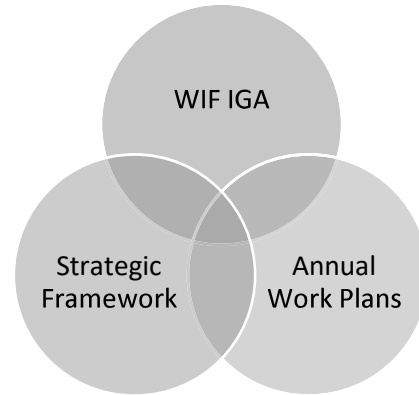 WIF IGA
Strategic
Framework
Annual
Work Plans